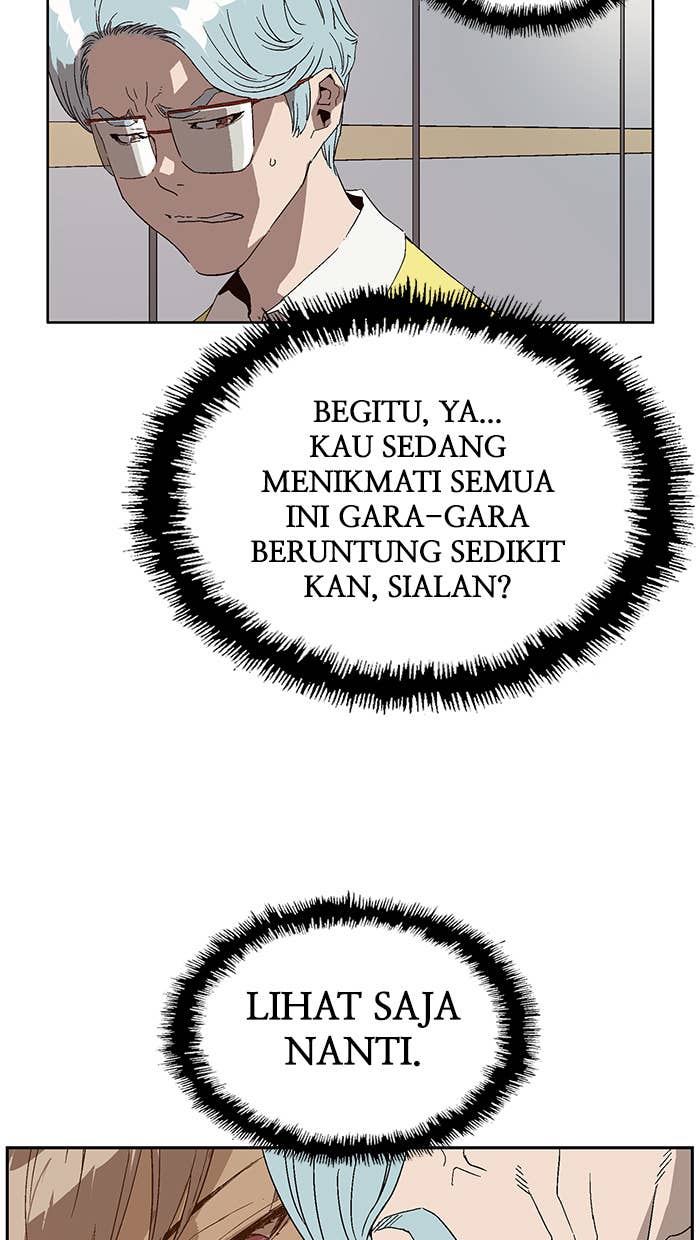 BEGITU, YA...
KAU SEDANG
MENIKMATI SEMUA
INI GARA-GARA
BERUNTUNG SEDIKIT
KAN, SIALAN?
LIHAT SAJA
NANTI.